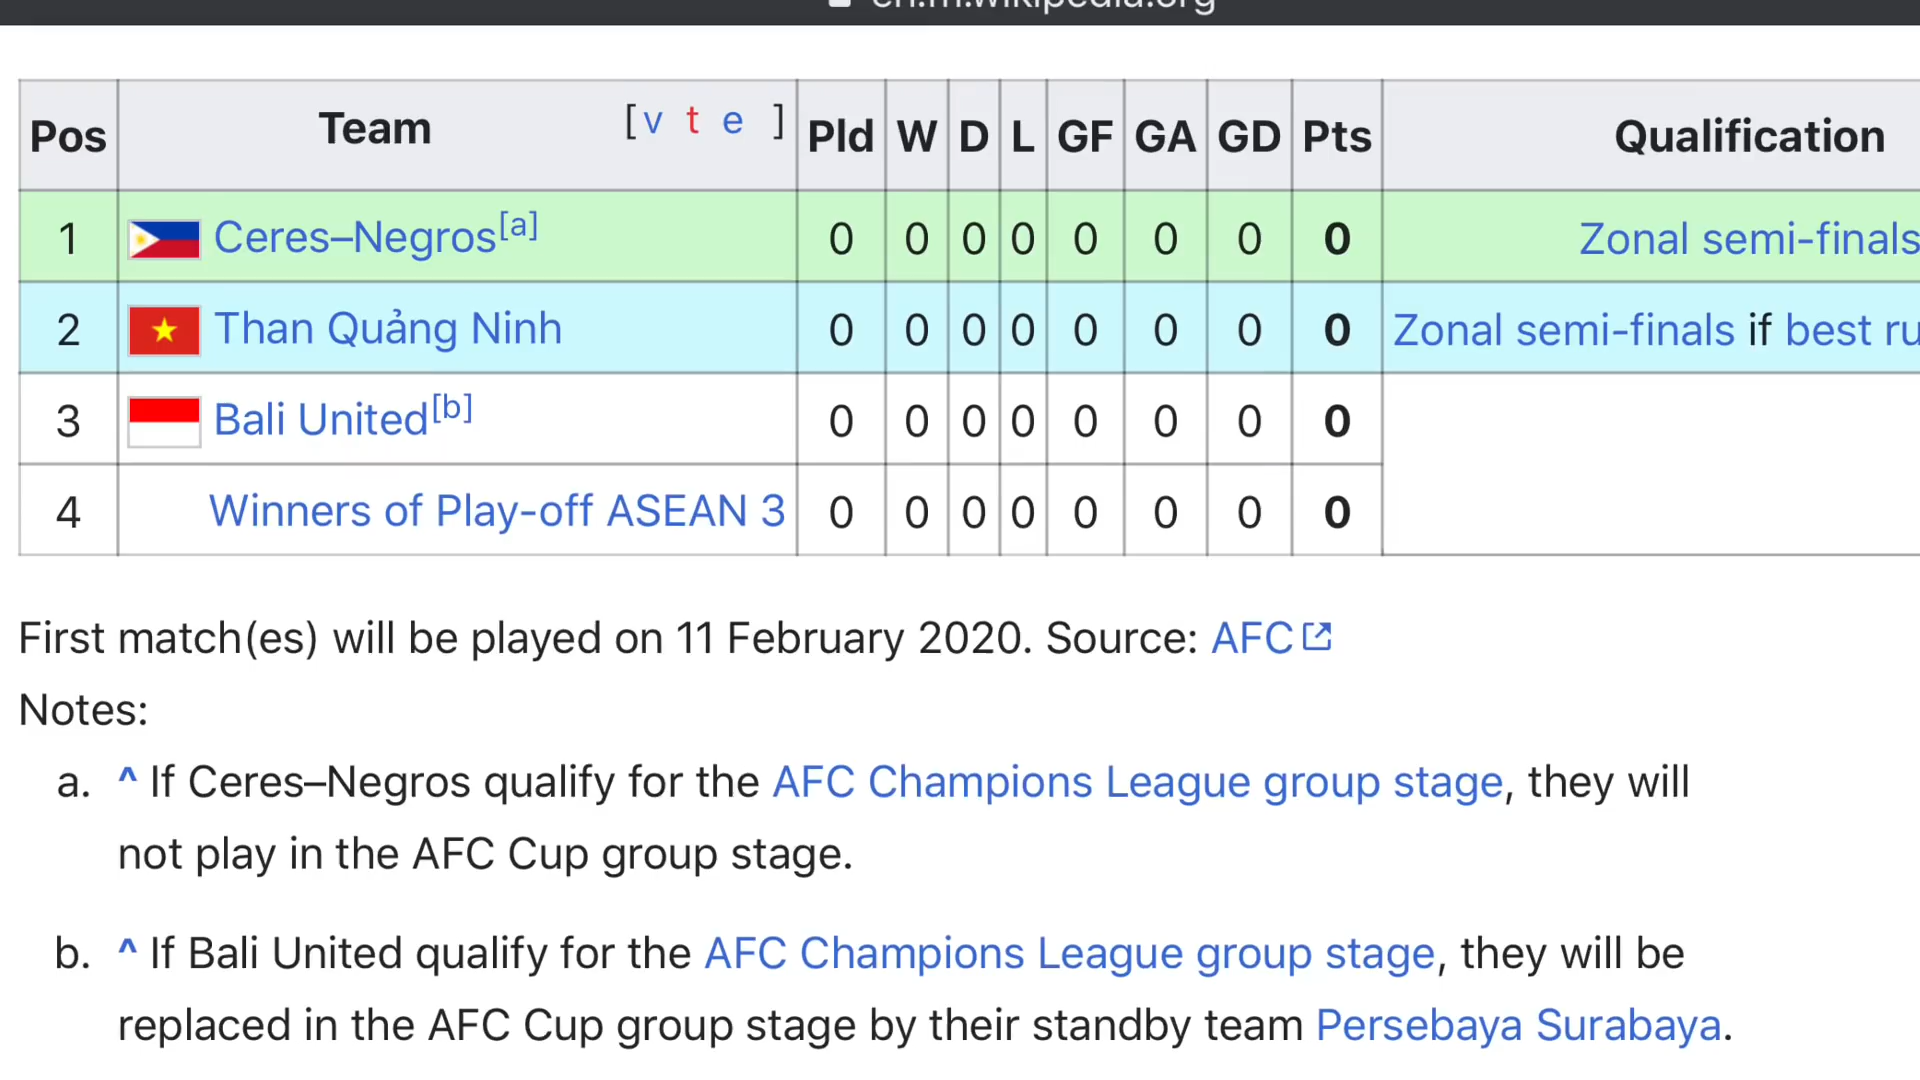 en.m.wikipedia.org
Pos Team [v t e ] Pld W D L GF GA GD Pts Qualification
1 Ceres–Negros[a] 0 0 0 0 0 0 0 0 Zonal semi-finals
2 Than Quảng Ninh 0 0 0 0 0 0 0 0 Zonal semi-finals if best ru
3 Bali United[b] 0 0 0 0 0 0 0 0
4 Winners of Play-off ASEAN 3 0 0 0 0 0 0 0 0
First match(es) will be played on 11 February 2020. Source: AFC
Notes:
a. ^ If Ceres–Negros qualify for the AFC Champions League group stage, they will
not play in the AFC Cup group stage.
b. ^ If Bali United qualify for the AFC Champions League group stage, they will be
replaced in the AFC Cup group stage by their standby team Persebaya Surabaya.